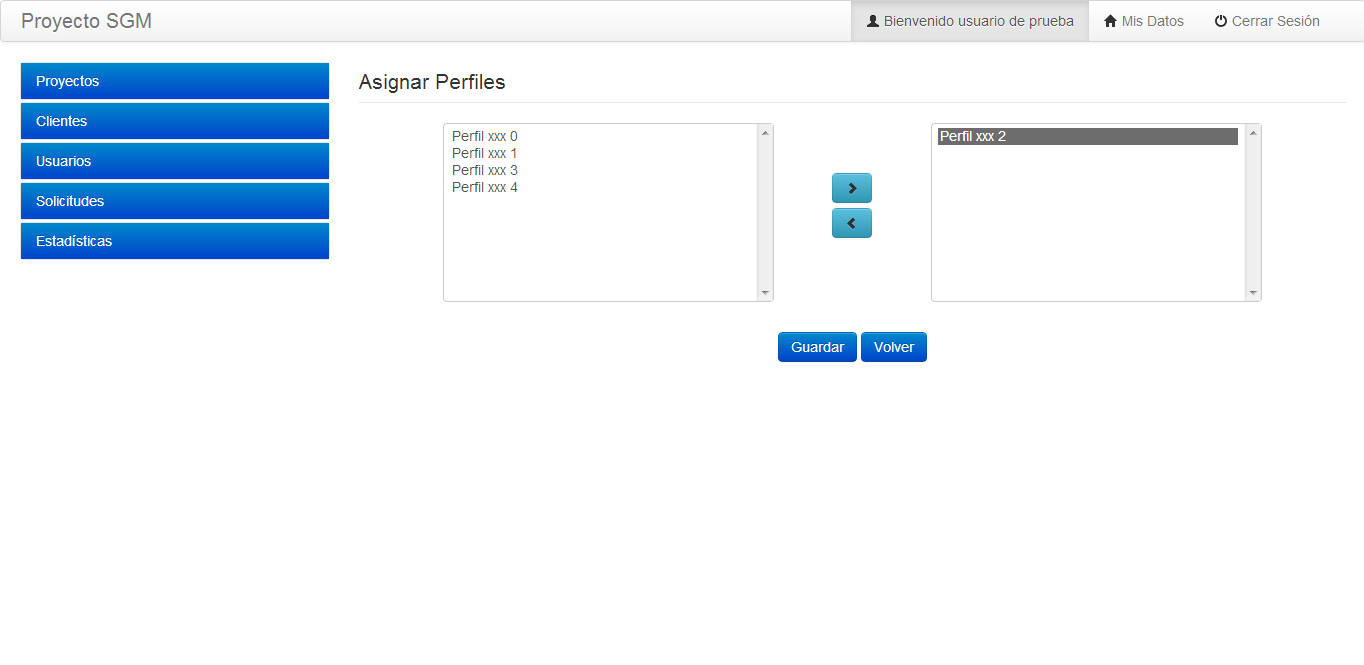 Proyecto SGM
Bienvenido usuario de prueba
Mis Datos
Cerrar Sesión
Proyectos
Clientes
Usuarios
Solicitudes
Estadísticas
Asignar Perfiles
Perfil xxx 0
Perfil xxx 1
Perfil xxx 3
Perfil xxx 4
Perfil xxx 2
Guardar
Volver